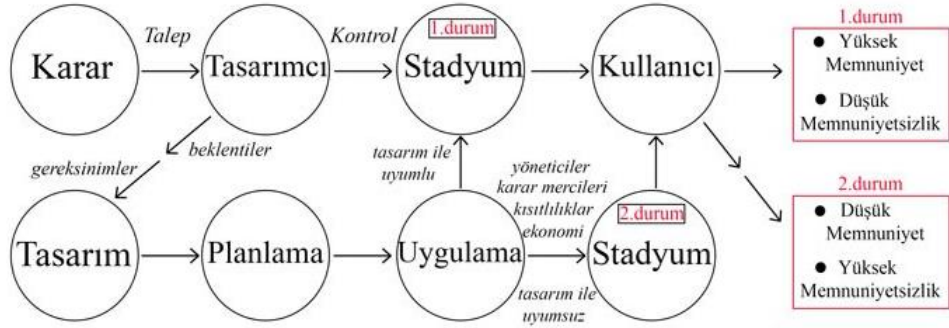 Karar
Talep
Tasarımcı
Kontrol
1.durum
Stadyum
Kullanıcı
1.durum
● Yüksek
Memnuniyet
● Düşük
Memnuniyetsizlik
gereksinimler
beklentiler
tasarım ile
uyumlu
yöneticiler
karar mercileri
kısıtlılıklar
ekonomi
Tasarım
Planlama
Uygulama
tasarım ile
uyumsuz
2.durum
Stadyum
2.durum
● Düşük
Memnuniyet
● Yüksek
Memnuniyetsizlik